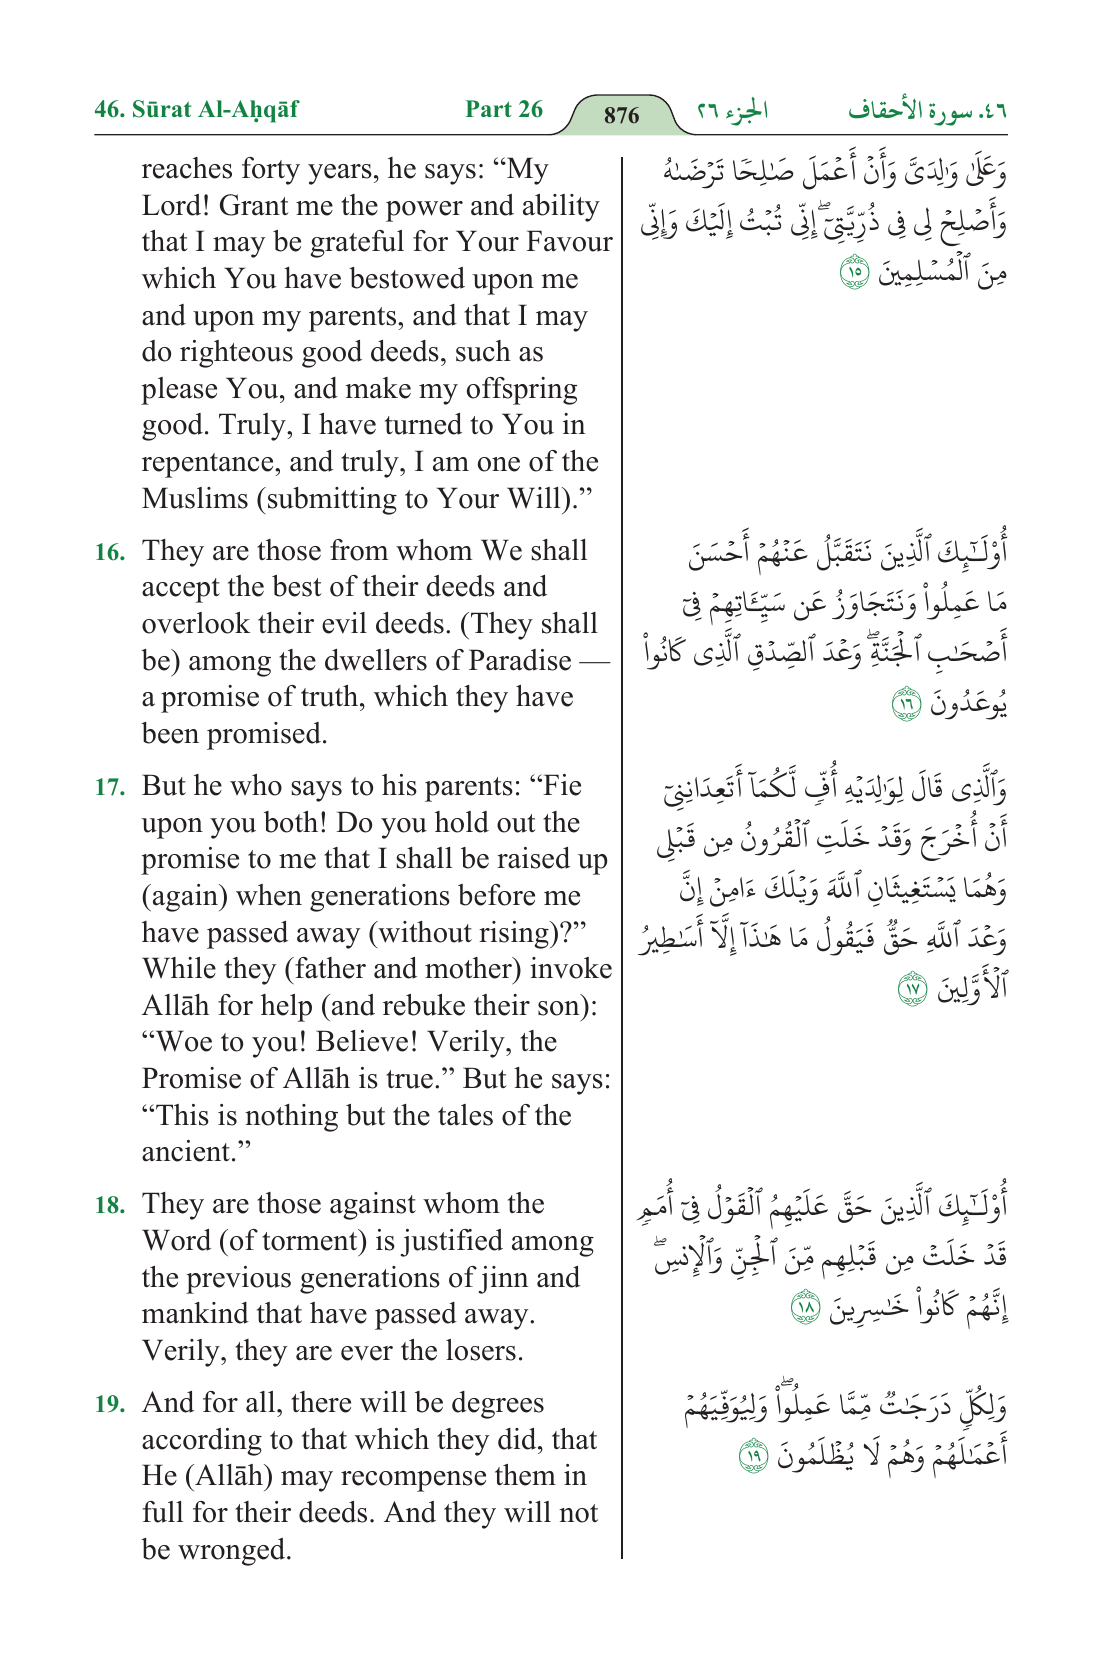 46. Sūrat Al-Aḥqāf Part 26 876 الجزء ٢٦ ٤٦. سورة الأحقاف
reaches forty years, he says: “My
Lord! Grant me the power and ability
that I may be grateful for Your Favour
which You have bestowed upon me
and upon my parents, and that I may
do righteous good deeds, such as
please You, and make my offspring
good. Truly, I have turned to You in
repentance, and truly, I am one of the
Muslims (submitting to Your Will).”
وَعَلَىٰ وَٰلِدَىَّ وَأَنْ أَعْمَلَ صَـٰلِحًا تَرْضَىٰهُ
وَأَصْلِحْ لِى فِى ذُرِّيَّتِىٓ ۖ إِنِّى تُبْتُ إِلَيْكَ وَإِنِّى
مِنَ ٱلْمُسْلِمِينَ ١٥
16. They are those from whom We shall
accept the best of their deeds and
overlook their evil deeds. (They shall
be) among the dwellers of Paradise —
a promise of truth, which they have
been promised.
أُو۟لَـٰٓئِكَ ٱلَّذِينَ نَتَقَبَّلُ عَنْهُمْ أَحْسَنَ
مَا عَمِلُوا۟ وَنَتَجَاوَزُ عَن سَيِّـَٔاتِهِمْ فِىٓ
أَصْحَـٰبِ ٱلْجَنَّةِ ۖ وَعْدَ ٱلصِّدْقِ ٱلَّذِى كَانُوا۟
يُوعَدُونَ ١٦
17. But he who says to his parents: “Fie
upon you both! Do you hold out the
promise to me that I shall be raised up
(again) when generations before me
have passed away (without rising)?”
While they (father and mother) invoke
Allāh for help (and rebuke their son):
“Woe to you! Believe! Verily, the
Promise of Allāh is true.” But he says:
“This is nothing but the tales of the
ancient.”
وَٱلَّذِى قَالَ لِوَٰلِدَيْهِ أُفٍّ لَّكُمَآ أَتَعِدَانِنِىٓ
أَنْ أُخْرَجَ وَقَدْ خَلَتِ ٱلْقُرُونُ مِن قَبْلِى
وَهُمَا يَسْتَغِيثَانِ ٱللَّهَ وَيْلَكَ ءَامِنْ إِنَّ
وَعْدَ ٱللَّهِ حَقٌّ فَيَقُولُ مَا هَـٰذَآ إِلَّآ أَسَـٰطِيرُ
ٱلْأَوَّلِينَ ١٧
18. They are those against whom the
Word (of torment) is justified among
the previous generations of jinn and
mankind that have passed away.
Verily, they are ever the losers.
أُو۟لَـٰٓئِكَ ٱلَّذِينَ حَقَّ عَلَيْهِمُ ٱلْقَوْلُ فِىٓ أُمَمٍ
قَدْ خَلَتْ مِن قَبْلِهِم مِّنَ ٱلْجِنِّ وَٱلْإِنسِ ۖ
إِنَّهُمْ كَانُوا۟ خَـٰسِرِينَ ١٨
19. And for all, there will be degrees
according to that which they did, that
He (Allāh) may recompense them in
full for their deeds. And they will not
be wronged.
وَلِكُلٍّ دَرَجَـٰتٌ مِّمَّا عَمِلُوا۟ ۖ وَلِيُوَفِّيَهُمْ
أَعْمَـٰلَهُمْ وَهُمْ لَا يُظْلَمُونَ ١٩